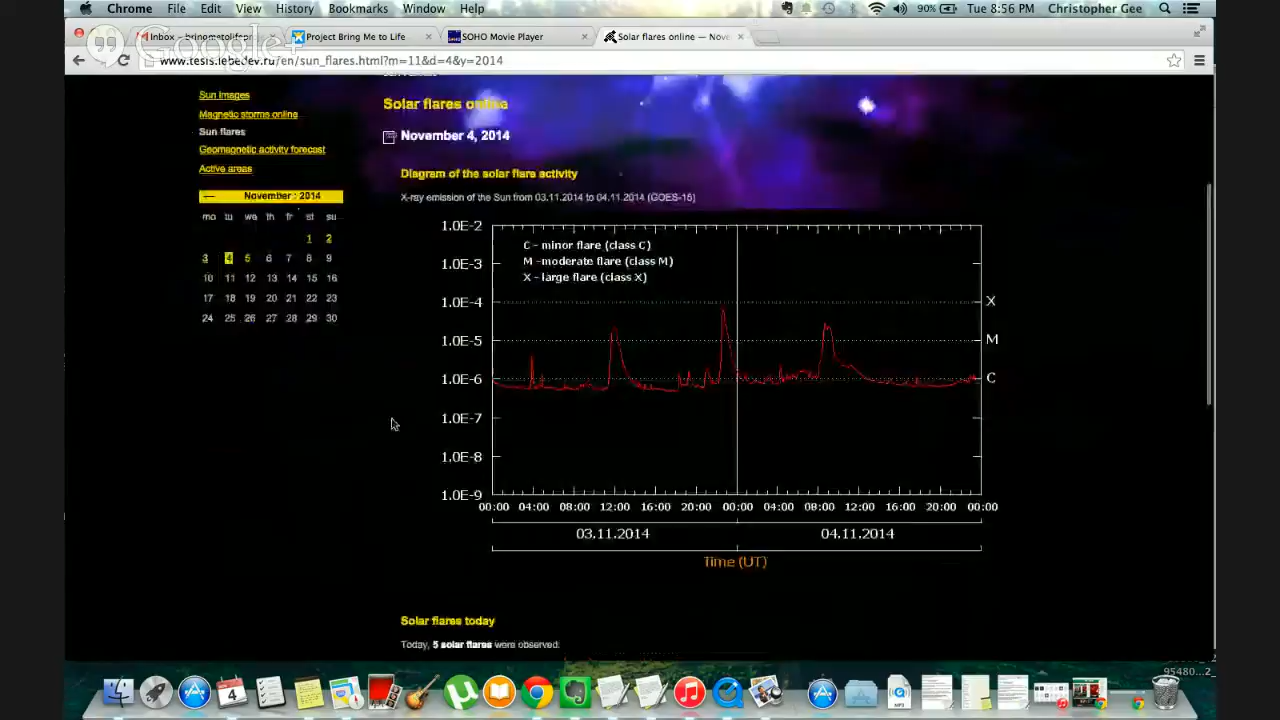 Chrome File Edit View History Bookmarks Window Help 90% Tue 8:56 PM Christopher Gee
Google+
Project Bring Me to Life
SOHO Movie Player
Solar flares online — Nove
www.tesis.lebedev.ru/en/sun_flares.html?m=11&d=4&y=2014
Sun images
Magnetic storms online
Sun flares
Geomagnetic activity forecast
Active areas
November : 2014
mo tu we th fr st su
1 2
3 4 5 6 7 8 9
10 11 12 13 14 15 16
17 18 19 20 21 22 23
24 25 26 27 28 29 30
Solar flares online
November 4, 2014
Diagram of the solar flare activity
X-ray emission of the Sun from 03.11.2014 to 04.11.2014 (GOES-15)
C - minor flare (class C)
M -moderate flare (class M)
X - large flare (class X)
1.0E-2
1.0E-3
1.0E-4 X
1.0E-5 M
1.0E-6 C
1.0E-7
1.0E-8
1.0E-9
00:00 04:00 08:00 12:00 16:00 20:00 00:00 04:00 08:00 12:00 16:00 20:00 00:00
03.11.2014 04.11.2014
Time (UT)
Solar flares today
Today, 5 solar flares were observed.
95480..._2
4
MP3